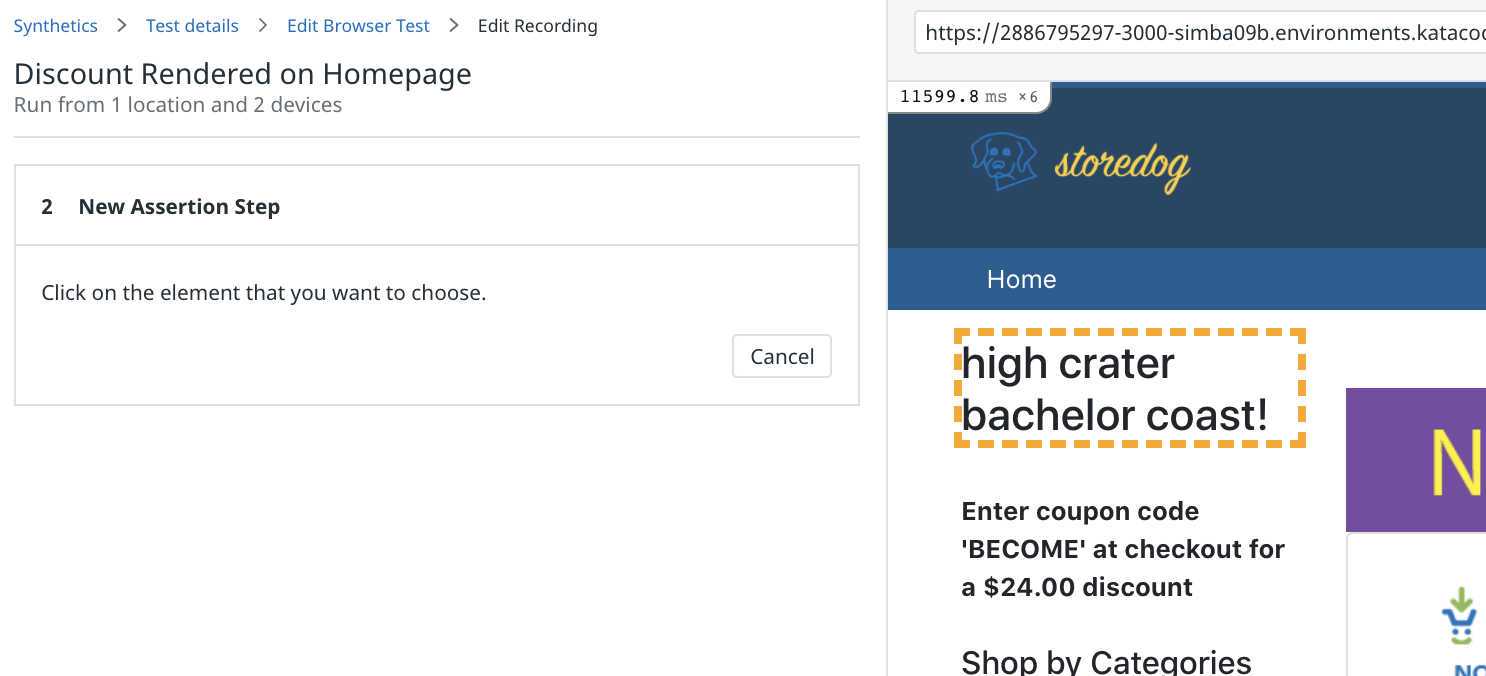 Synthetics > Test details > Edit Browser Test > Edit Recording
Discount Rendered on Homepage
Run from 1 location and 2 devices
2 New Assertion Step
Click on the element that you want to choose.
Cancel
https://2886795297-3000-simba09b.environments.katacod
11599.8 ms ×6
storedog
Home
high crater
bachelor coast!
Enter coupon code
'BECOME' at checkout for
a $24.00 discount
Shop by Categories
N
NO